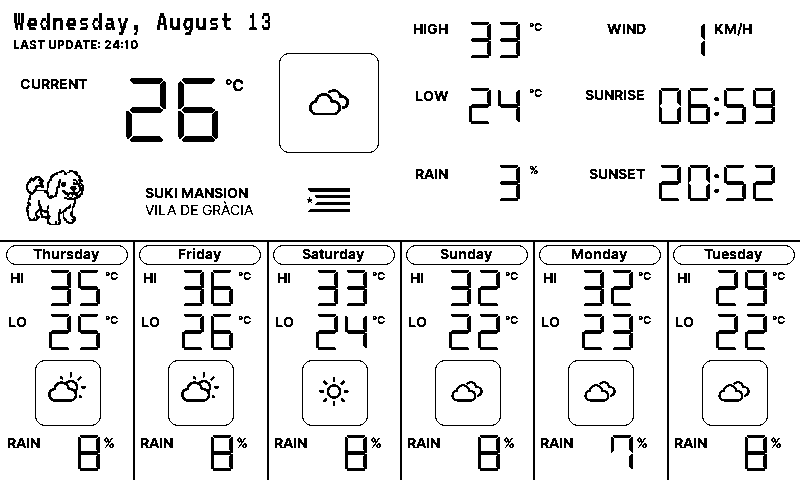 Wednesday, August 13
LAST UPDATE: 24:10
CURRENT 26 °C
HIGH 33 °C
WIND 1 KM/H
LOW 24 °C
SUNRISE 06:59
RAIN 3 %
SUNSET 20:52
SUKI MANSION
VILA DE GRÀCIA
Thursday
HI 35 °C
LO 25 °C
RAIN 8 %
Friday
HI 36 °C
LO 26 °C
RAIN 8 %
Saturday
HI 33 °C
LO 24 °C
RAIN 8 %
Sunday
HI 32 °C
LO 22 °C
RAIN 8 %
Monday
HI 32 °C
LO 23 °C
RAIN 7 %
Tuesday
HI 29 °C
LO 22 °C
RAIN 8 %